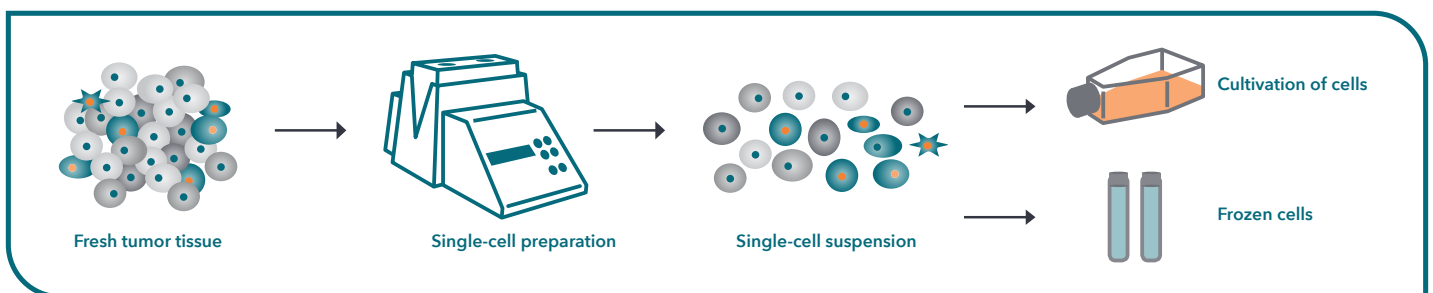 Fresh tumor tissue
Single-cell preparation
Single-cell suspension
Cultivation of cells
Frozen cells